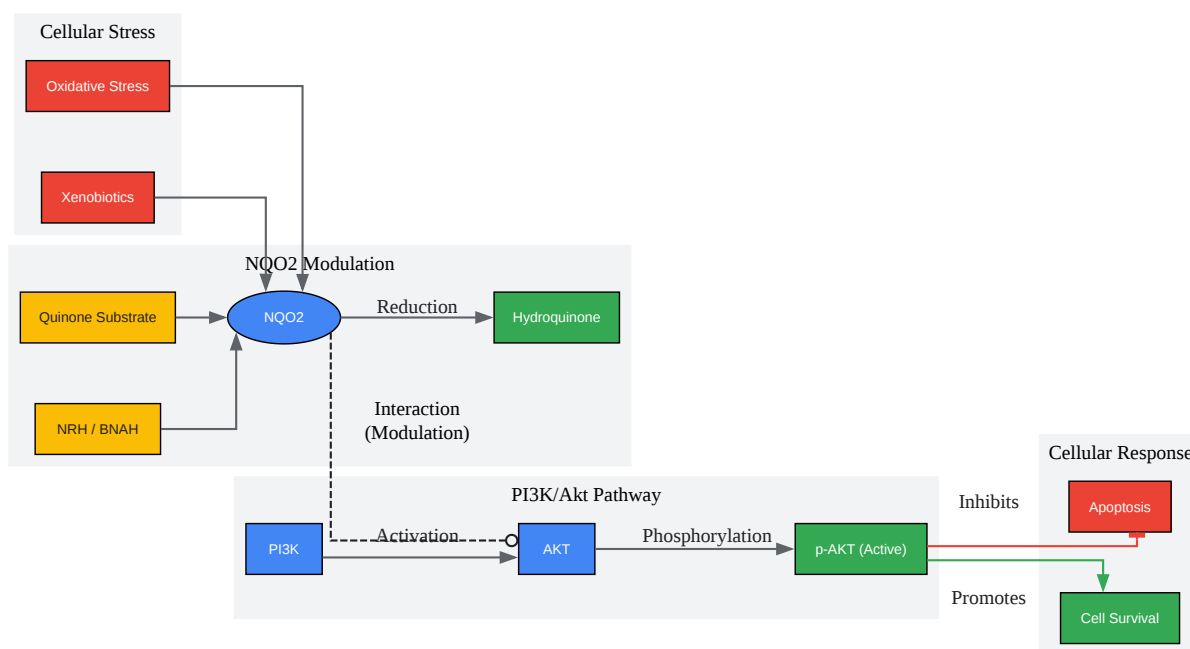 Cellular Stress
Oxidative Stress
Xenobiotics
NQO2 Modulation
Quinone Substrate
NQO2
Reduction
Hydroquinone
NRH / BNAH
Interaction
(Modulation)
PI3K/Akt Pathway
PI3K
Activation
AKT
Phosphorylation
p-AKT (Active)
Inhibits
Promotes
Cellular Response
Apoptosis
Cell Survival